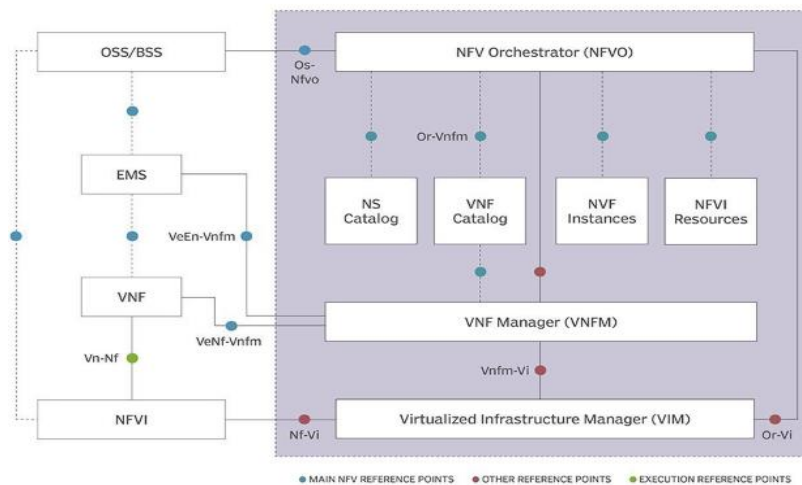 OSS/BSS
NFV Orchestrator (NFVO)
Os-
Nfvo
Or-Vnfm
EMS
NS
Catalog
VNF
Catalog
NVF
Instances
NFVI
Resources
VeEn-Vnfm
VNF
VNF Manager (VNFM)
VeNf-Vnfm
Vn-Nf
Vnfm-Vi
NFVI
Virtualized Infrastructure Manager (VIM)
Nf-Vi
Or-Vi
MAIN NFV REFERENCE POINTS
OTHER REFERENCE POINTS
EXECUTION REFERENCE POINTS